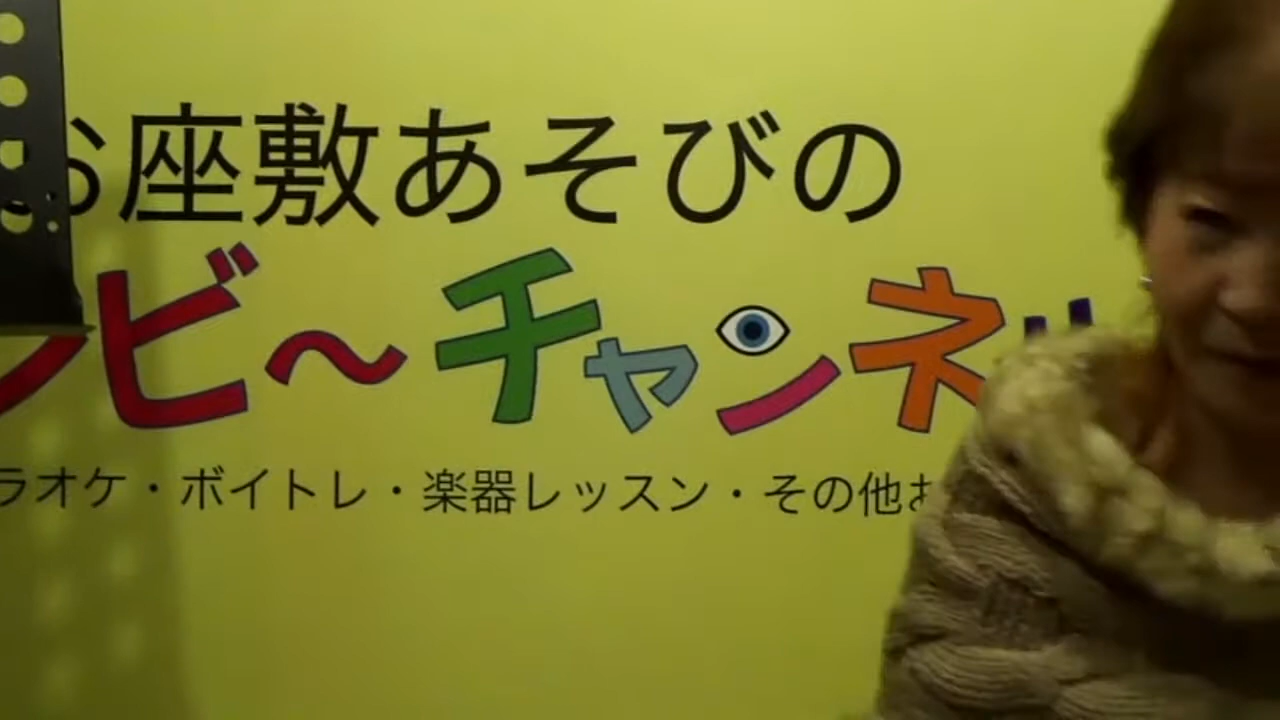 お座敷あそびの
ビ～チャンネル
ラオケ・ボイトレ・楽器レッスン・その他